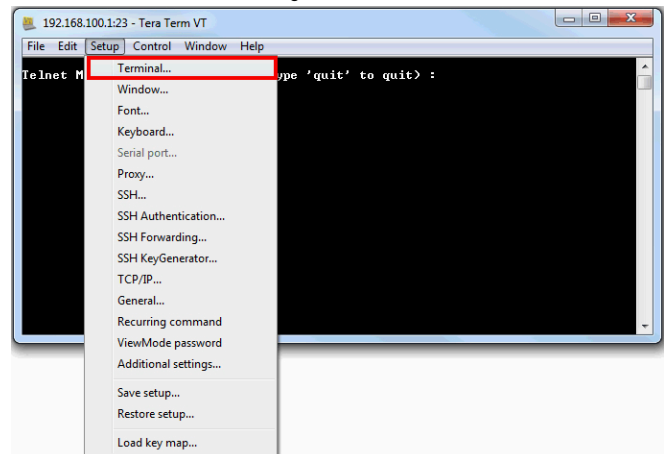 192.168.100.1:23 - Tera Term VT
File Edit Setup Control Window Help
Telnet M
ype 'quit' to quit) :
Terminal...
Window...
Font...
Keyboard...
Serial port...
Proxy...
SSH...
SSH Authentication...
SSH Forwarding...
SSH KeyGenerator...
TCP/IP...
General...
Recurring command
ViewMode password
Additional settings...
Save setup...
Restore setup...
Load key map...